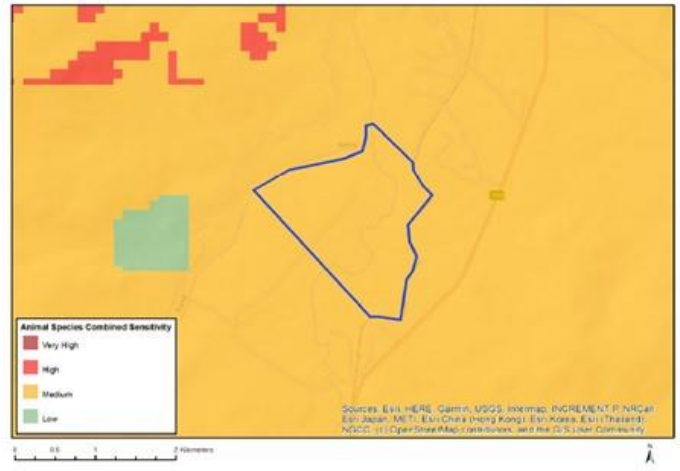 Animal Species Combined Sensitivity
Very High
High
Medium
Low
Sources: Esri, HERE, Garmin, USGS, Intermap, INCREMENT P, NRCan,
Esri Japan, METI, Esri China (Hong Kong), Esri Korea, Esri (Thailand),
NGCC, (c) OpenStreetMap contributors, and the GIS User Community
0 0.5 1 2 Kilometers
N